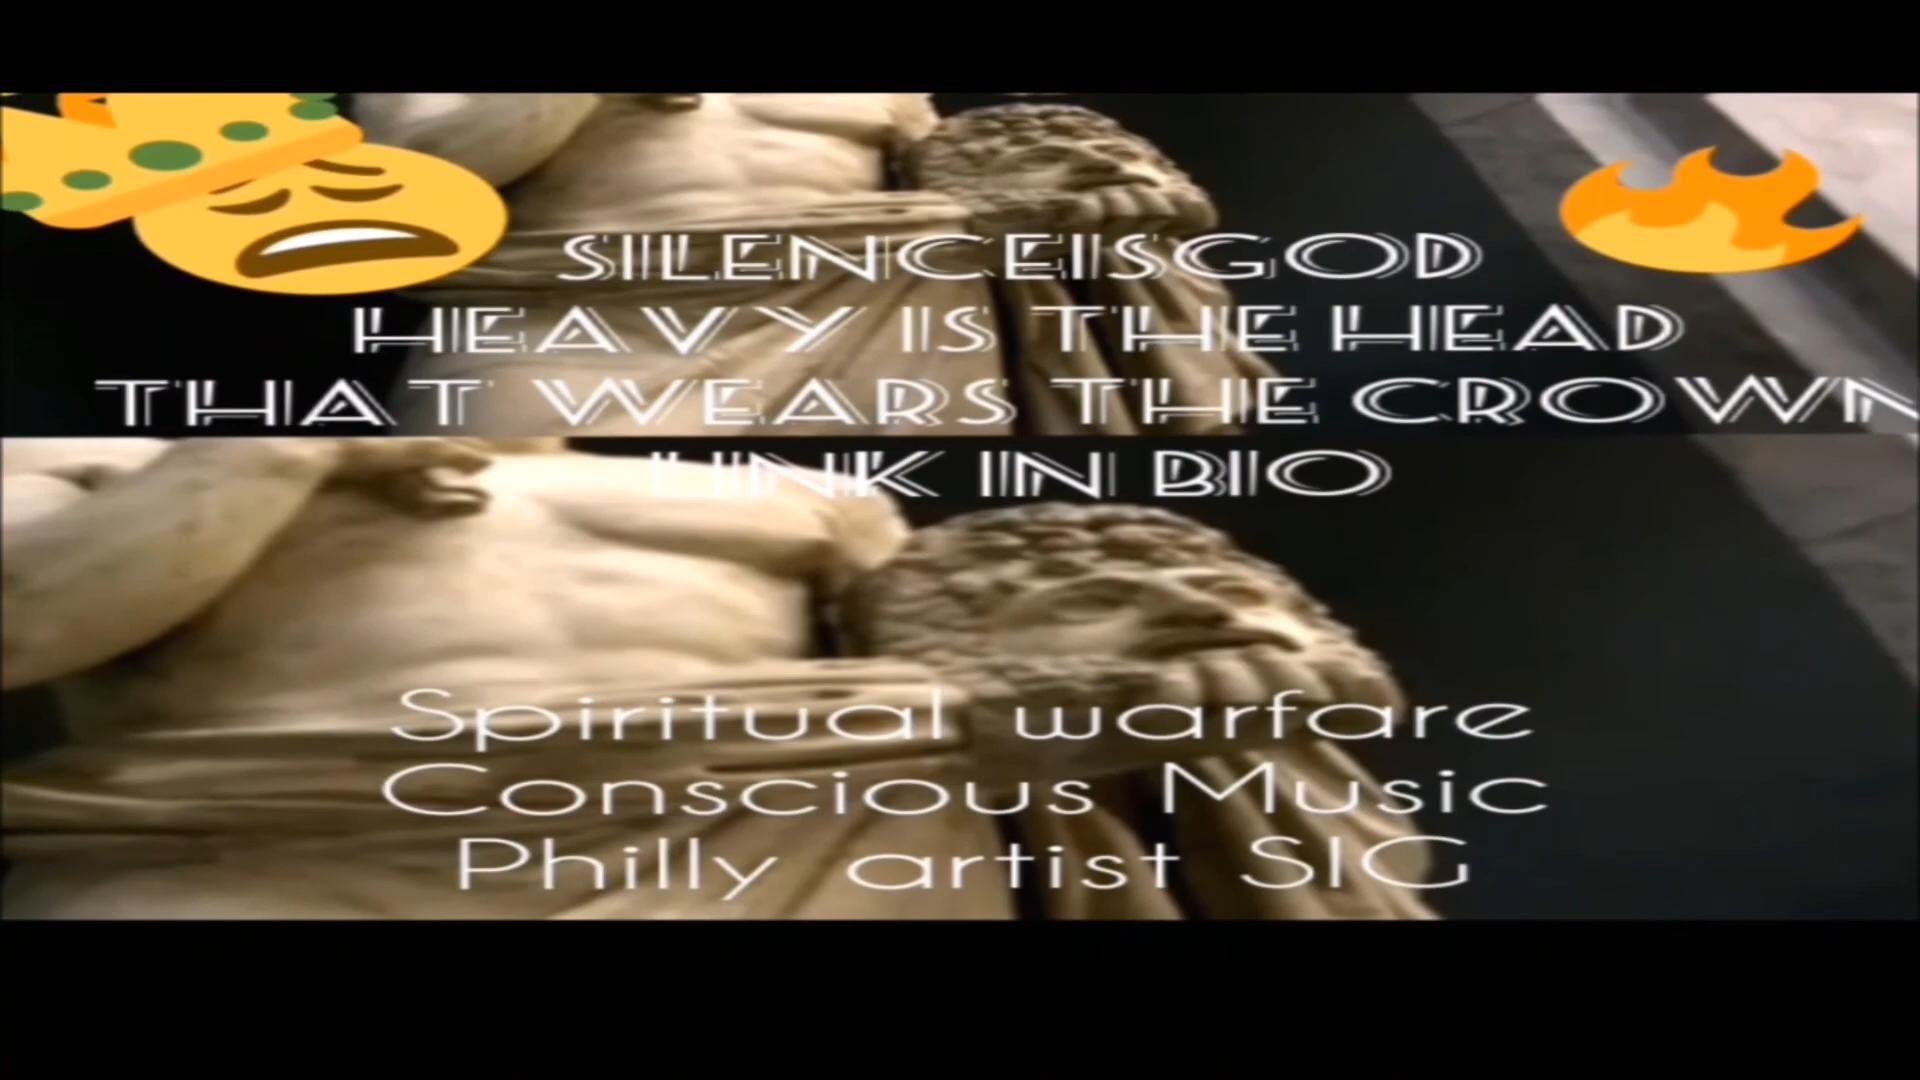 SILENCEISGOD
HEAVY IS THE HEAD
THAT WEARS THE CROWN
LINK IN BIO
Spiritual warfare
Conscious Music
Philly artist SIG